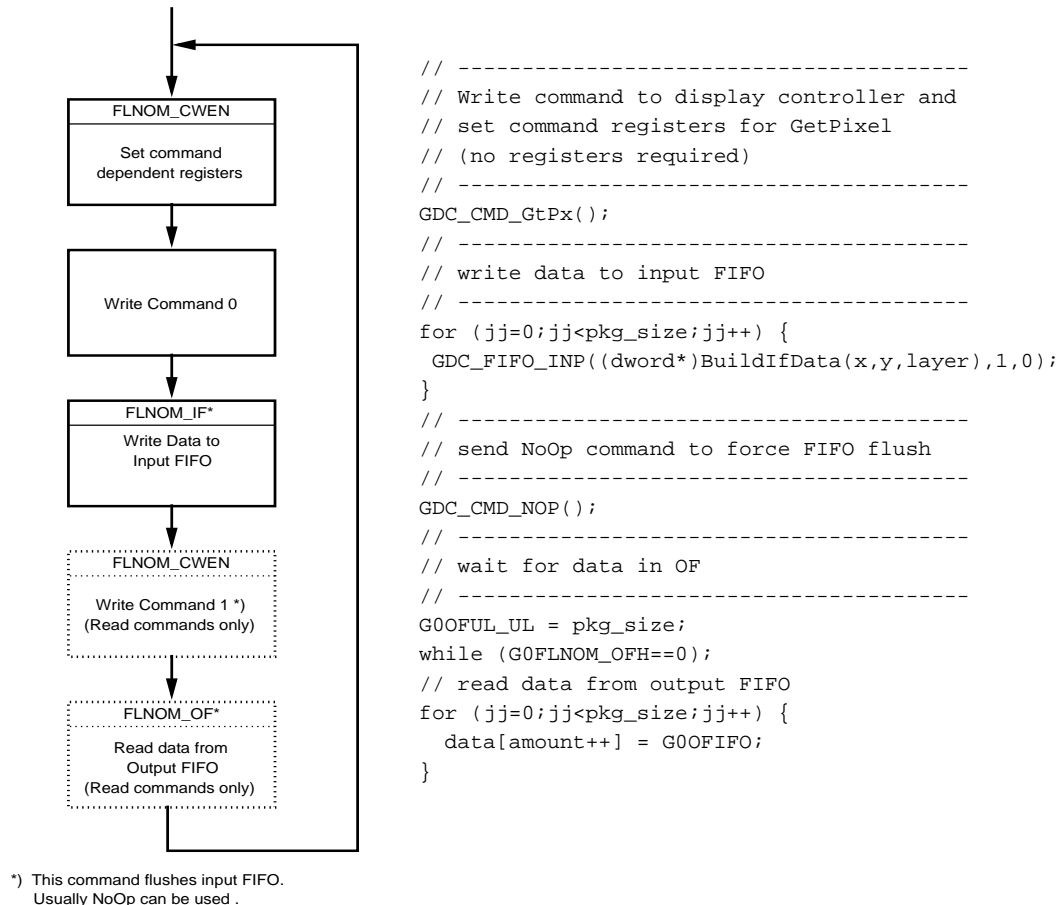 FLNOM_CWEN
Set command
dependent registers
Write Command 0
FLNOM_IF*
Write Data to
Input FIFO
FLNOM_CWEN
Write Command 1 *)
(Read commands only)
FLNOM_OF*
Read data from
Output FIFO
(Read commands only)
*) This command flushes input FIFO.
Usually NoOp can be used .
// ----------------------------------------
// Write command to display controller and
// set command registers for GetPixel
// (no registers required)
// ----------------------------------------
GDC_CMD_GtPx();
// ----------------------------------------
// write data to input FIFO
// ----------------------------------------
for (jj=0;jj<pkg_size;jj++) {
GDC_FIFO_INP((dword*)BuildIfData(x,y,layer),1,0);
}
// ----------------------------------------
// send NoOp command to force FIFO flush
// ----------------------------------------
GDC_CMD_NOP();
// ----------------------------------------
// wait for data in OF
// ----------------------------------------
G0OFUL_UL = pkg_size;
while (G0FLNOM_OFH==0);
// read data from output FIFO
for (jj=0;jj<pkg_size;jj++) {
data[amount++] = G0OFIFO;
}